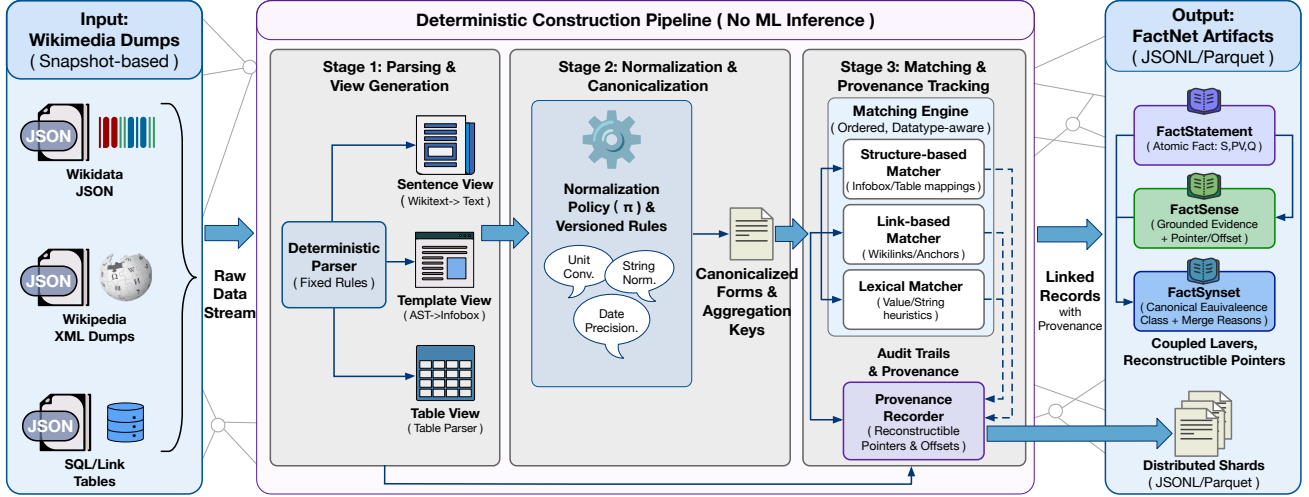 Input:
Wikimedia Dumps
( Snapshot-based )
JSON
Wikidata
JSON
JSON
Wikipedia
XML Dumps
JSON
SQL/Link
Tables
Raw
Data
Stream
Deterministic Construction Pipeline ( No ML Inference )
Stage 1: Parsing &
View Generation
Deterministic
Parser
( Fixed Rules )
Sentence View
( Wikitext-> Text )
Template View
( AST->Infobox )
Table View
( Table Parser )
Stage 2: Normalization &
Canonicalization
Normalization
Policy ( π ) &
Versioned Rules
Unit
Conv.
String
Norm.
Date
Precision.
Canonicalized
Forms &
Aggregation
Keys
Stage 3: Matching &
Provenance Tracking
Matching Engine
( Ordered, Datatype-aware )
Structure-based
Matcher
( Infobox/Table mappings )
Link-based
Matcher
( Wikilinks/Anchors )
Lexical Matcher
( Value/String
heuristics )
Audit Trails
& Provenance
Provenance
Recorder
( Reconstructible
Pointers & Offsets )
Linked
Records
with
Provenance
Output:
FactNet Artifacts
( JSONL/Parquet )
FactStatement
( Atomic Fact: S,PV,Q )
FactSense
( Grounded Evidence
+ Pointer/Offset )
FactSynset
( Canonical Eauivaleence
Class + Merge Reasons )
Coupled Lavers,
Reconstructible Pointers
Distributed Shards
( JSONL/Parquet )